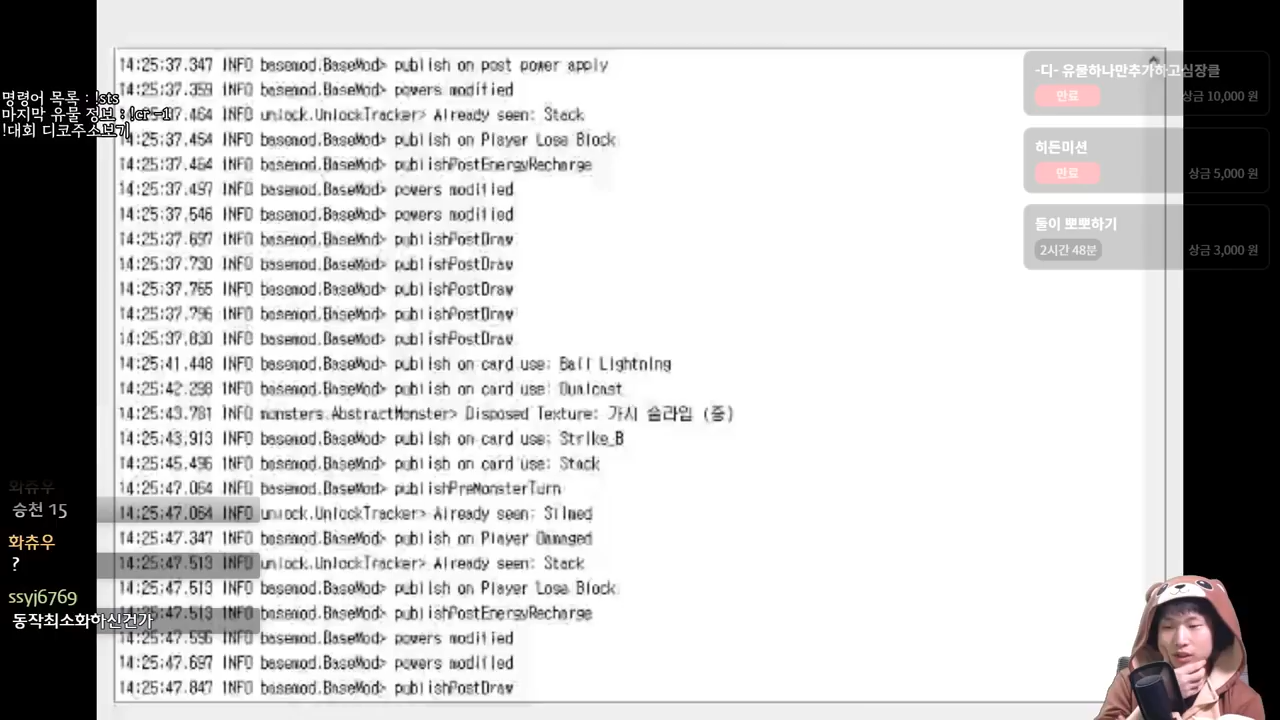 14:25:37.347 INFO basemod.BaseMod> publish on post power apply
14:25:37.359 INFO basemod.BaseMod> powers modified
37.464 INFO unlock.UnlockTracker> Already seen: Stack
14:25:37.454 INFO basemod.BaseMod> publish on Player Lose Block
14:25:37.464 INFO basemod.BaseMod> publishPostEnergyRecharge
14:25:37.497 INFO basemod.BaseMod> powers modified
14:25:37.546 INFO basemod.BaseMod> powers modified
14:25:37.697 INFO basemod.BaseMod> publishPostDraw
14:25:37.730 INFO basemod.BaseMod> publishPostDraw
14:25:37.765 INFO basemod.BaseMod> publishPostDraw
14:25:37.796 INFO basemod.BaseMod> publishPostDraw
14:25:37.830 INFO basemod.BaseMod> publishPostDraw
14:25:41.448 INFO basemod.BaseMod> publish on card use: Ball Lightning
14:25:42.298 INFO basemod.BaseMod> publish on card use: Dualcast
14:25:43.781 INFO monsters.AbstractMonster> Disposed Texture: 가시 슬라임 (중)
14:25:43.913 INFO basemod.BaseMod> publish on card use: Strike_B
14:25:45.496 INFO basemod.BaseMod> publish on card use: Stack
14:25:47.064 INFO basemod.BaseMod> publishPreMonsterTurn
14:25:47.064 INFO unlock.UnlockTracker> Already seen: Slimed
14:25:47.347 INFO basemod.BaseMod> publish on Player Damaged
14:25:47.513 INFO unlock.UnlockTracker> Already seen: Stack
14:25:47.513 INFO basemod.BaseMod> publish on Player Lose Block
14:25:47.513 INFO basemod.BaseMod> publishPostEnergyRecharge
14:25:47.596 INFO basemod.BaseMod> powers modified
14:25:47.697 INFO basemod.BaseMod> powers modified
14:25:47.847 INFO basemod.BaseMod> publishPostDraw
명령어 목록 : !sts
마지막 유물 정보 : !cr -1
!대회 디코주소보기
화츄우
승천 15
화츄우
?
ssyj6769
동작최소화하신건가
-디- 유물하나만추가하고심장클
만료
상금 10,000 원
히든미션
만료
상금 5,000 원
둘이 뽀뽀하기
2시간 48분
상금 3,000 원